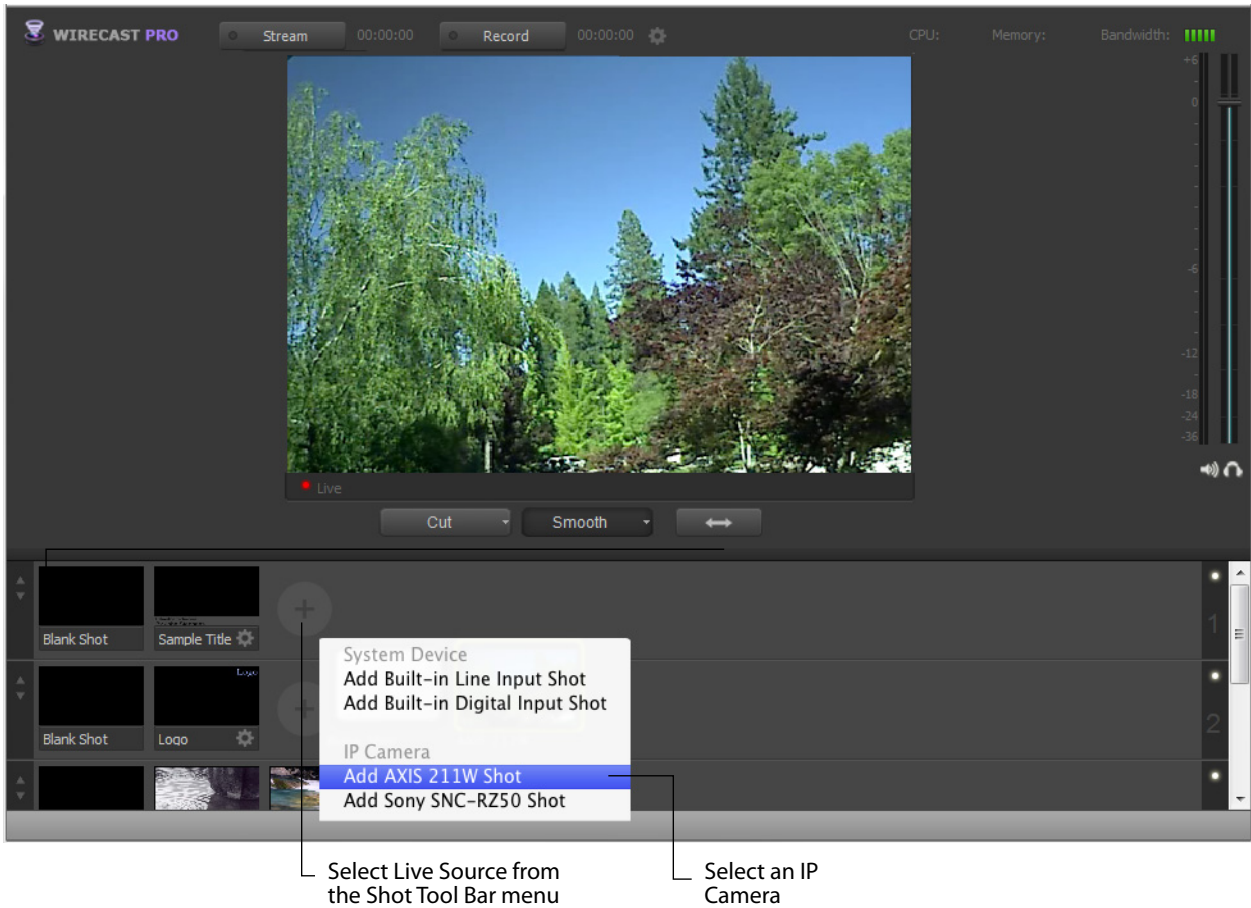 WIRECAST PRO Stream 00:00:00 Record 00:00:00 CPU: Memory: Bandwidth:
+6
0
-6
-12
-18
-24
-36
Live
Cut Smooth
Blank Shot Sample Title
1
Logo
Blank Shot Logo
2
System Device
Add Built-in Line Input Shot
Add Built-in Digital Input Shot
IP Camera
Add AXIS 211W Shot
Add Sony SNC-RZ50 Shot
Select Live Source from
the Shot Tool Bar menu
Select an IP
Camera